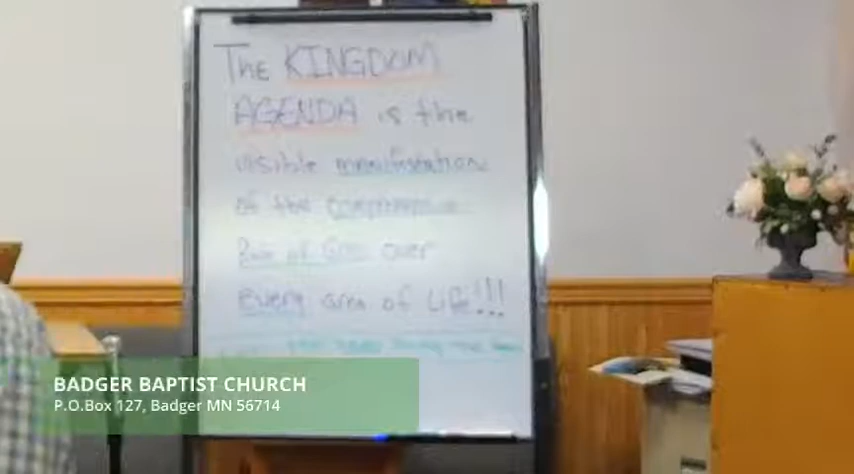 The KINGDOM
AGENDA is the
visible manifestation
of the comprehensive
Rule of God over
every area of Life!!!
BADGER BAPTIST CHURCH
P.O.Box 127, Badger MN 56714